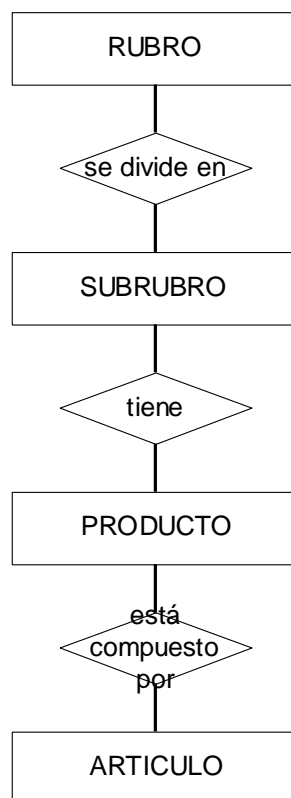 RUBRO
se divide en
SUBRUBRO
tiene
PRODUCTO
está
compuesto
por
ARTICULO